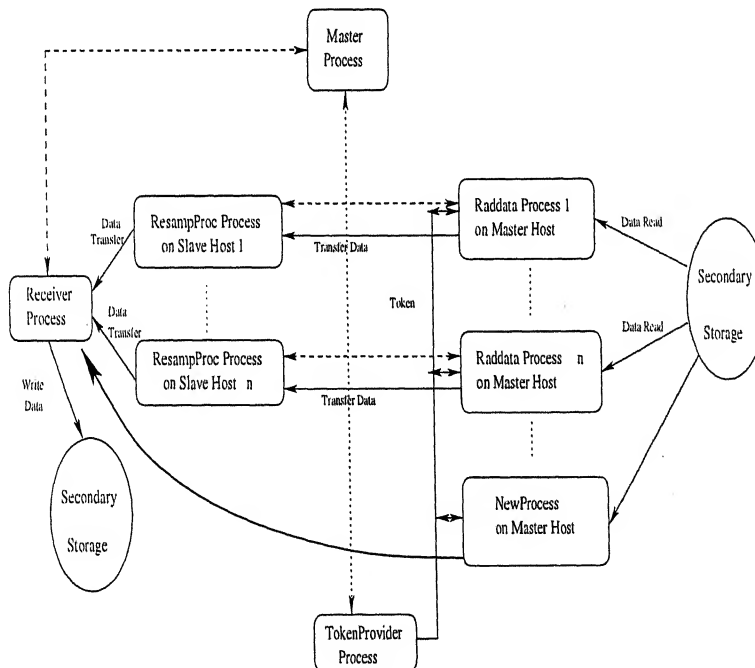 Master
Process
ResampProc Process
on Slave Host 1
Raddata Process 1
on Master Host
Data
Transfer
Transfer Data
Data Read
Receiver
Process
Data
Transfer
Token
Secondary
Storage
Data Read
ResampProc Process
on Slave Host n
Raddata Process n
on Master Host
Transfer Data
Write
Data
Secondary
Storage
NewProcess
on Master Host
TokenProvider
Process